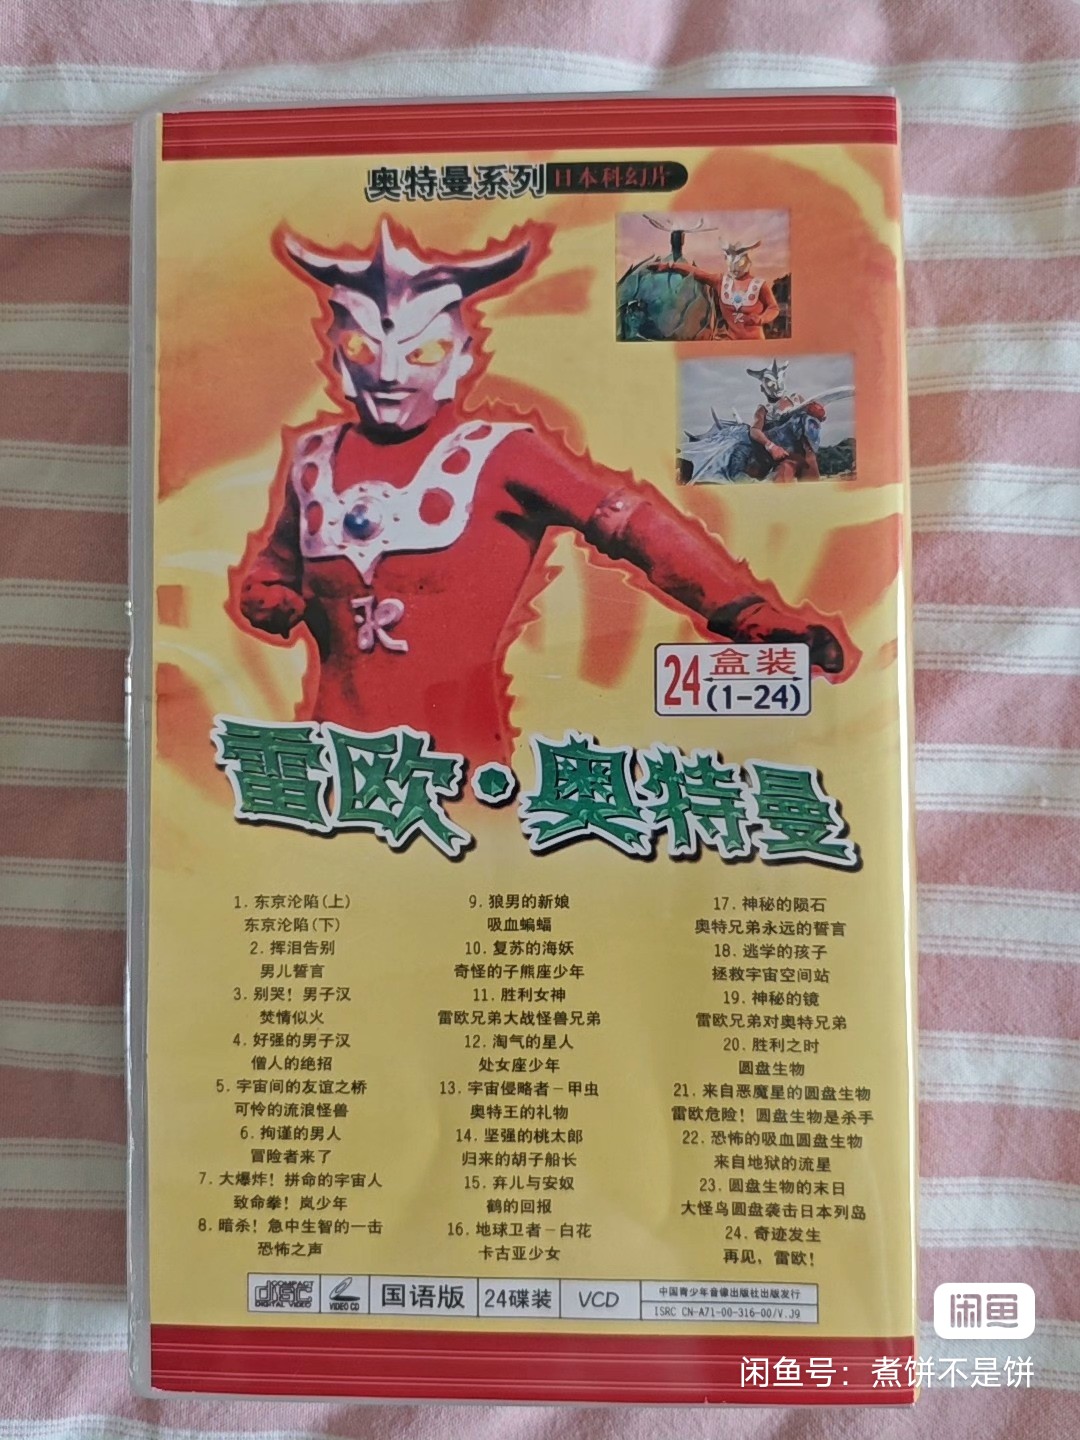 奥特曼系列 日本科幻片
24 盒装
(1-24)
雷欧·奥特曼
1. 东京沦陷(上)
东京沦陷(下)
2. 挥泪告别
男儿誓言
3. 别哭! 男子汉
焚情似火
4. 好强的男子汉
僧人的绝招
5. 宇宙间的友谊之桥
可怜的流浪怪兽
6. 拘谨的男人
冒险者来了
7. 大爆炸! 拼命的宇宙人
致命拳! 岚少年
8. 暗杀! 急中生智的一击
恐怖之声
9. 狼男的新娘
吸血蝙蝠
10. 复苏的海妖
奇怪的子熊座少年
11. 胜利女神
雷欧兄弟大战怪兽兄弟
12. 淘气的星人
处女座少年
13. 宇宙侵略者-甲虫
奥特王的礼物
14. 坚强的桃太郎
归来的胡子船长
15. 弃儿与安奴
鹤的回报
16. 地球卫者-白花
卡古亚少女
17. 神秘的陨石
奥特兄弟永远的誓言
18. 逃学的孩子
拯救宇宙空间站
19. 神秘的镜
雷欧兄弟对奥特兄弟
20. 胜利之时
圆盘生物
21. 来自恶魔星的圆盘生物
雷欧危险! 圆盘生物是杀手
22. 恐怖的吸血圆盘生物
来自地狱的流星
23. 圆盘生物的末日
大怪鸟圆盘袭击日本列岛
24. 奇迹发生
再见, 雷欧!
COMPACT
disc
DIGITAL VIDEO
VIDEO CD
国语版
24碟装
VCD
中国青少年音像出版社出版发行
ISRC CN-A71-00-316-00/V.J9
闲鱼
闲鱼号：煮饼不是饼